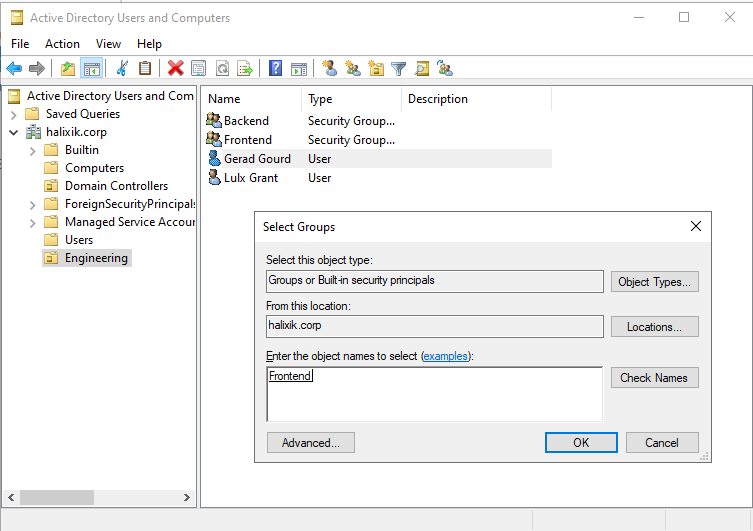 Active Directory Users and Computers
File Action View Help
Active Directory Users and Com
Saved Queries
halixik.corp
Builtin
Computers
Domain Controllers
ForeignSecurityPrincipals
Managed Service Accou
Users
Engineering
Name Type Description
Backend Security Group...
Frontend Security Group...
Gerad Gourd User
Lulx Grant User
Select Groups
Select this object type:
Groups or Built-in security principals
Object Types...
From this location:
halixik.corp
Locations...
Enter the object names to select (examples):
Frontend
Check Names
Advanced...
OK
Cancel